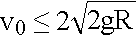 v₀ ≤ 2√2gR